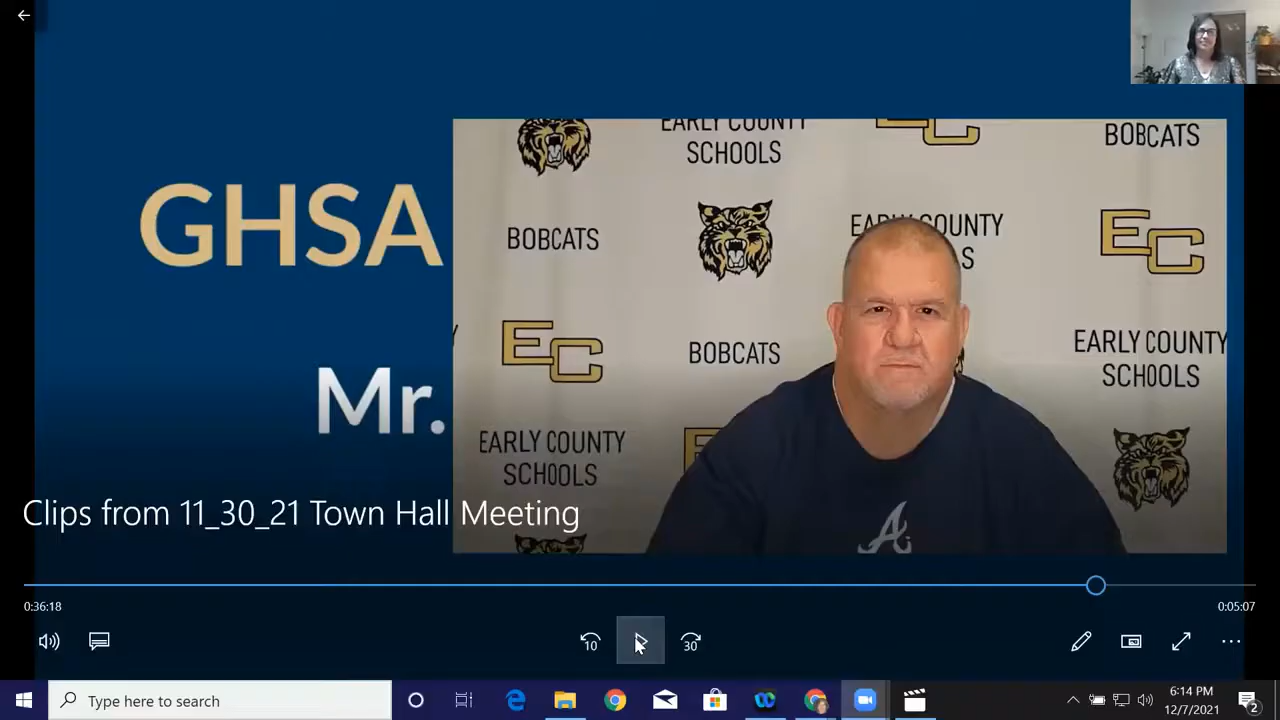 GHSA
Mr.
EARLY COUNTY
SCHOOLS
EC
BOBCATS
BOBCATS
EARLY COUNTY
S
EC
EC
BOBCATS
EARLY COUNTY
SCHOOLS
EARLY COUNTY
SCHOOLS
A
Clips from 11_30_21 Town Hall Meeting
0:36:18
0:05:07
10
30
Type here to search
6:14 PM
12/7/2021
2